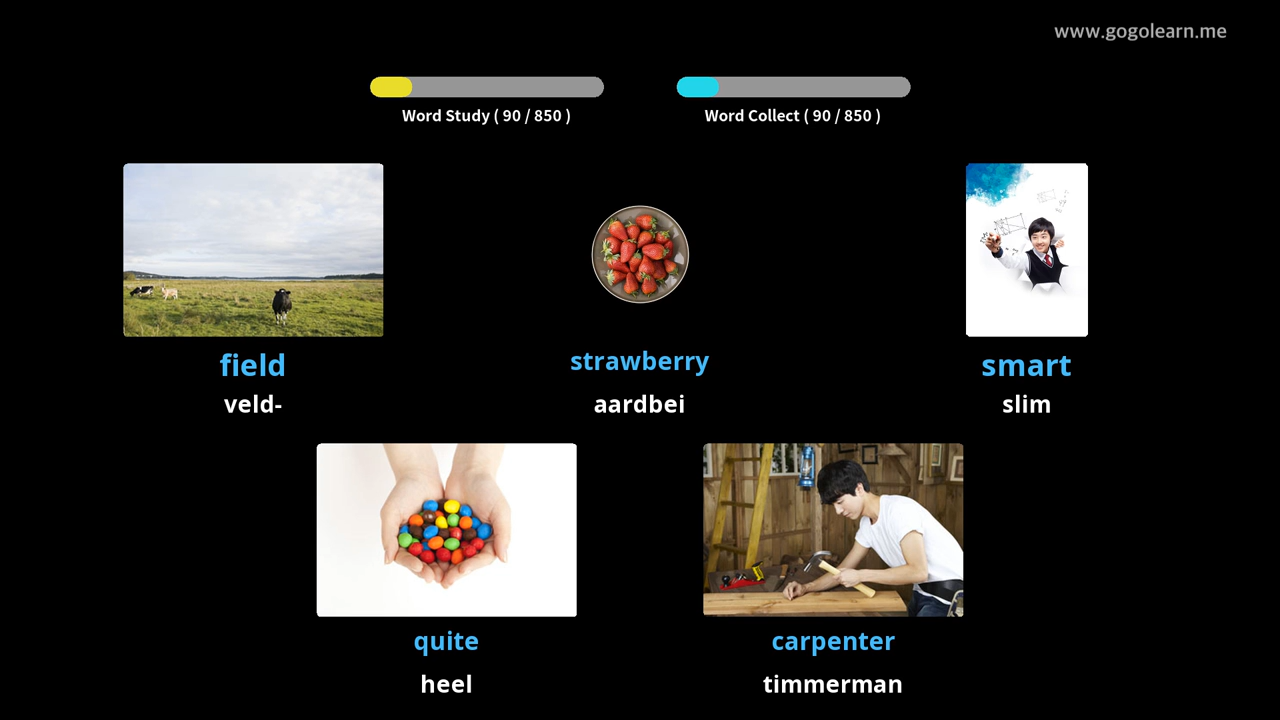 www.gogolearn.me
Word Study ( 90 / 850 )
Word Collect ( 90 / 850 )
field
veld-
strawberry
aardbei
smart
slim
quite
heel
carpenter
timmerman